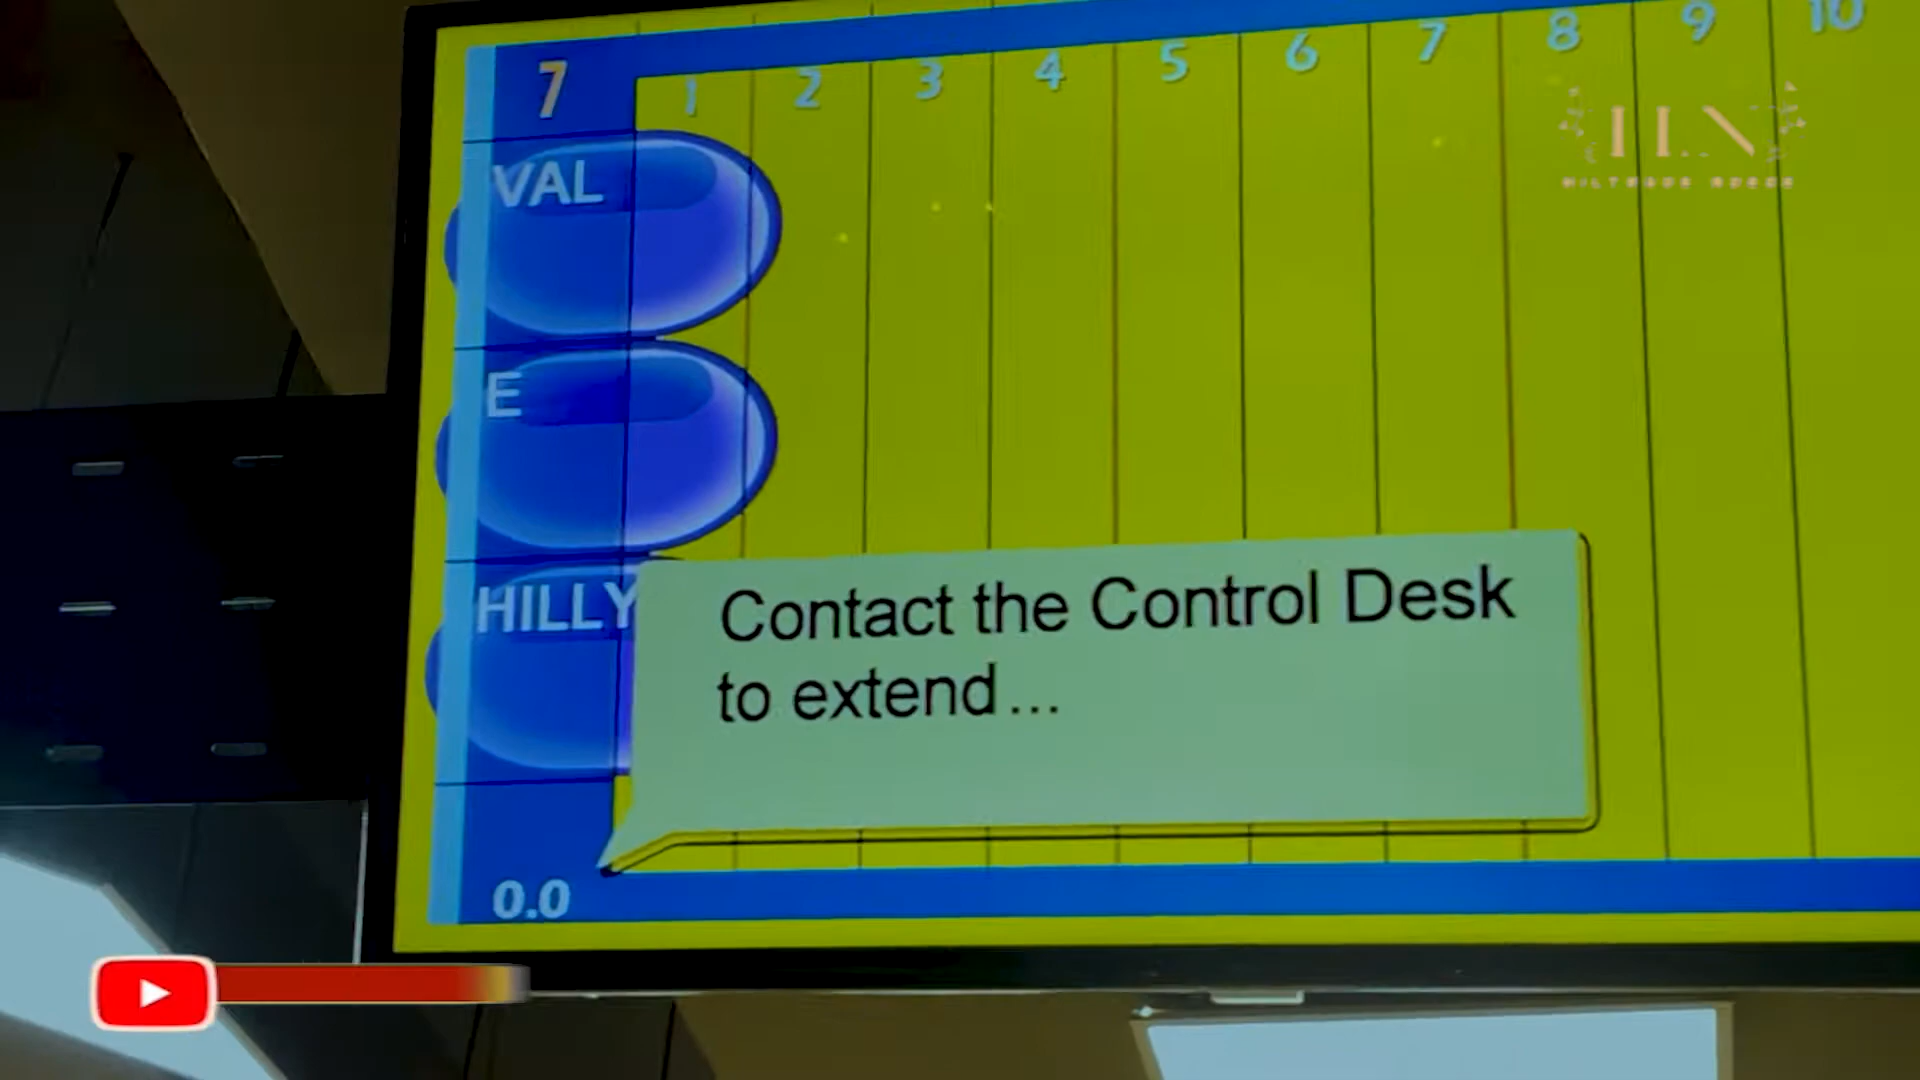 7 1 2 3 4 5 6 7 8 9 10
VAL
E
HILLY
Contact the Control Desk
to extend...
0.0